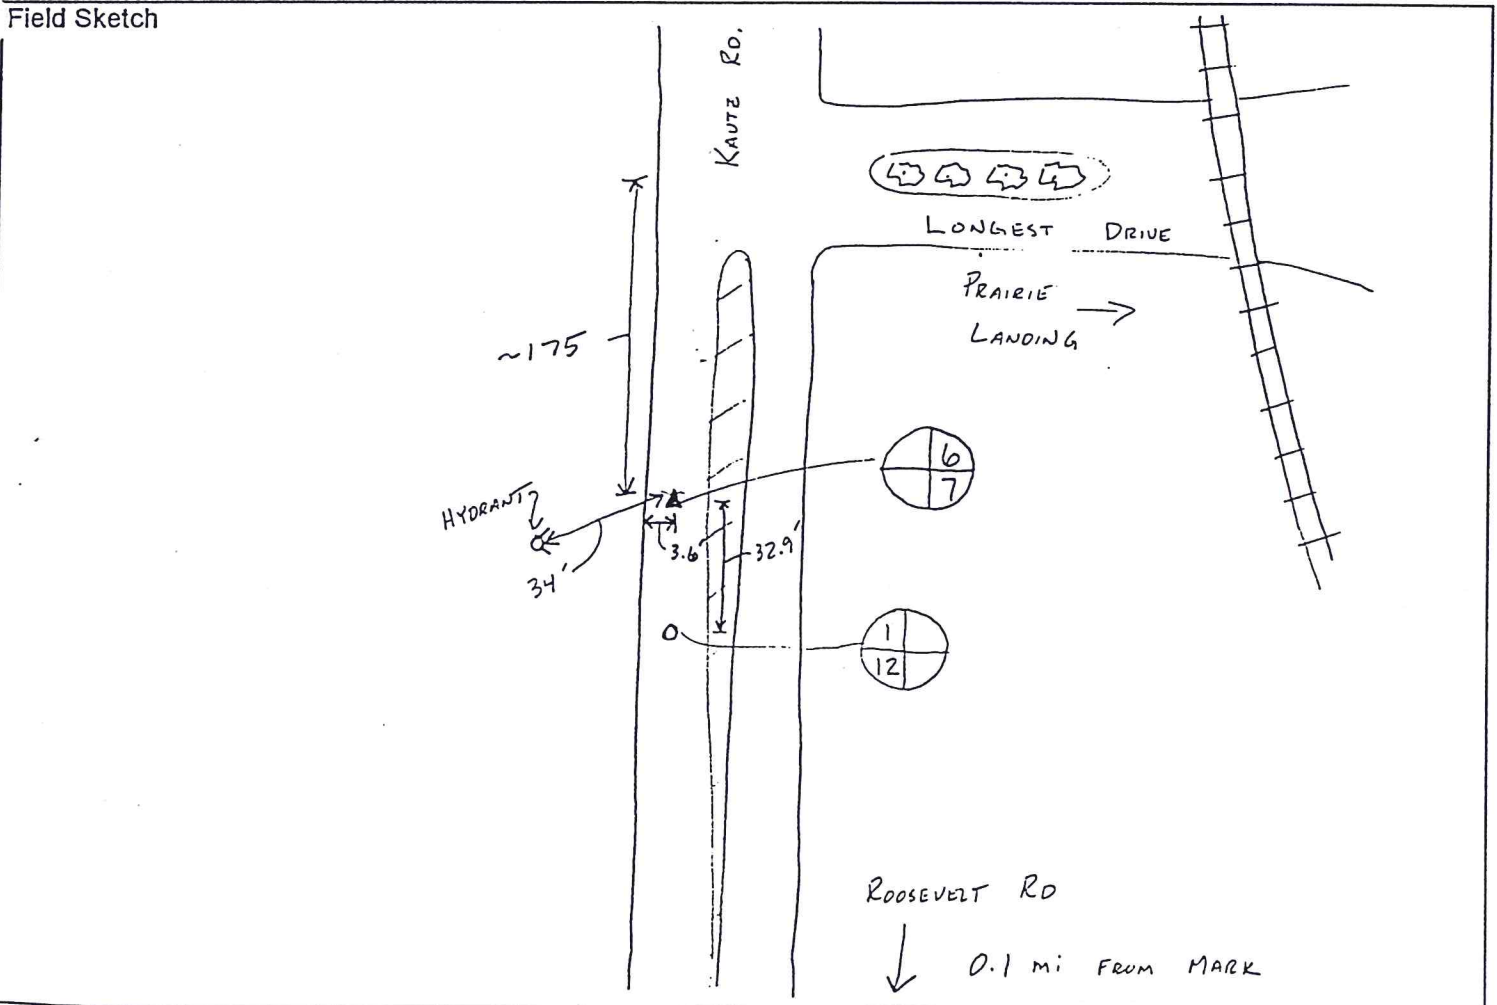 Field Sketch
KAUTZ RD.
LONGEST DRIVE
PRAIRIE
LANDING
~175
6
7
HYDRANT
3.6'
32.9'
34'
1
12
ROOSEVELT RD
0.1 mi FROM MARK